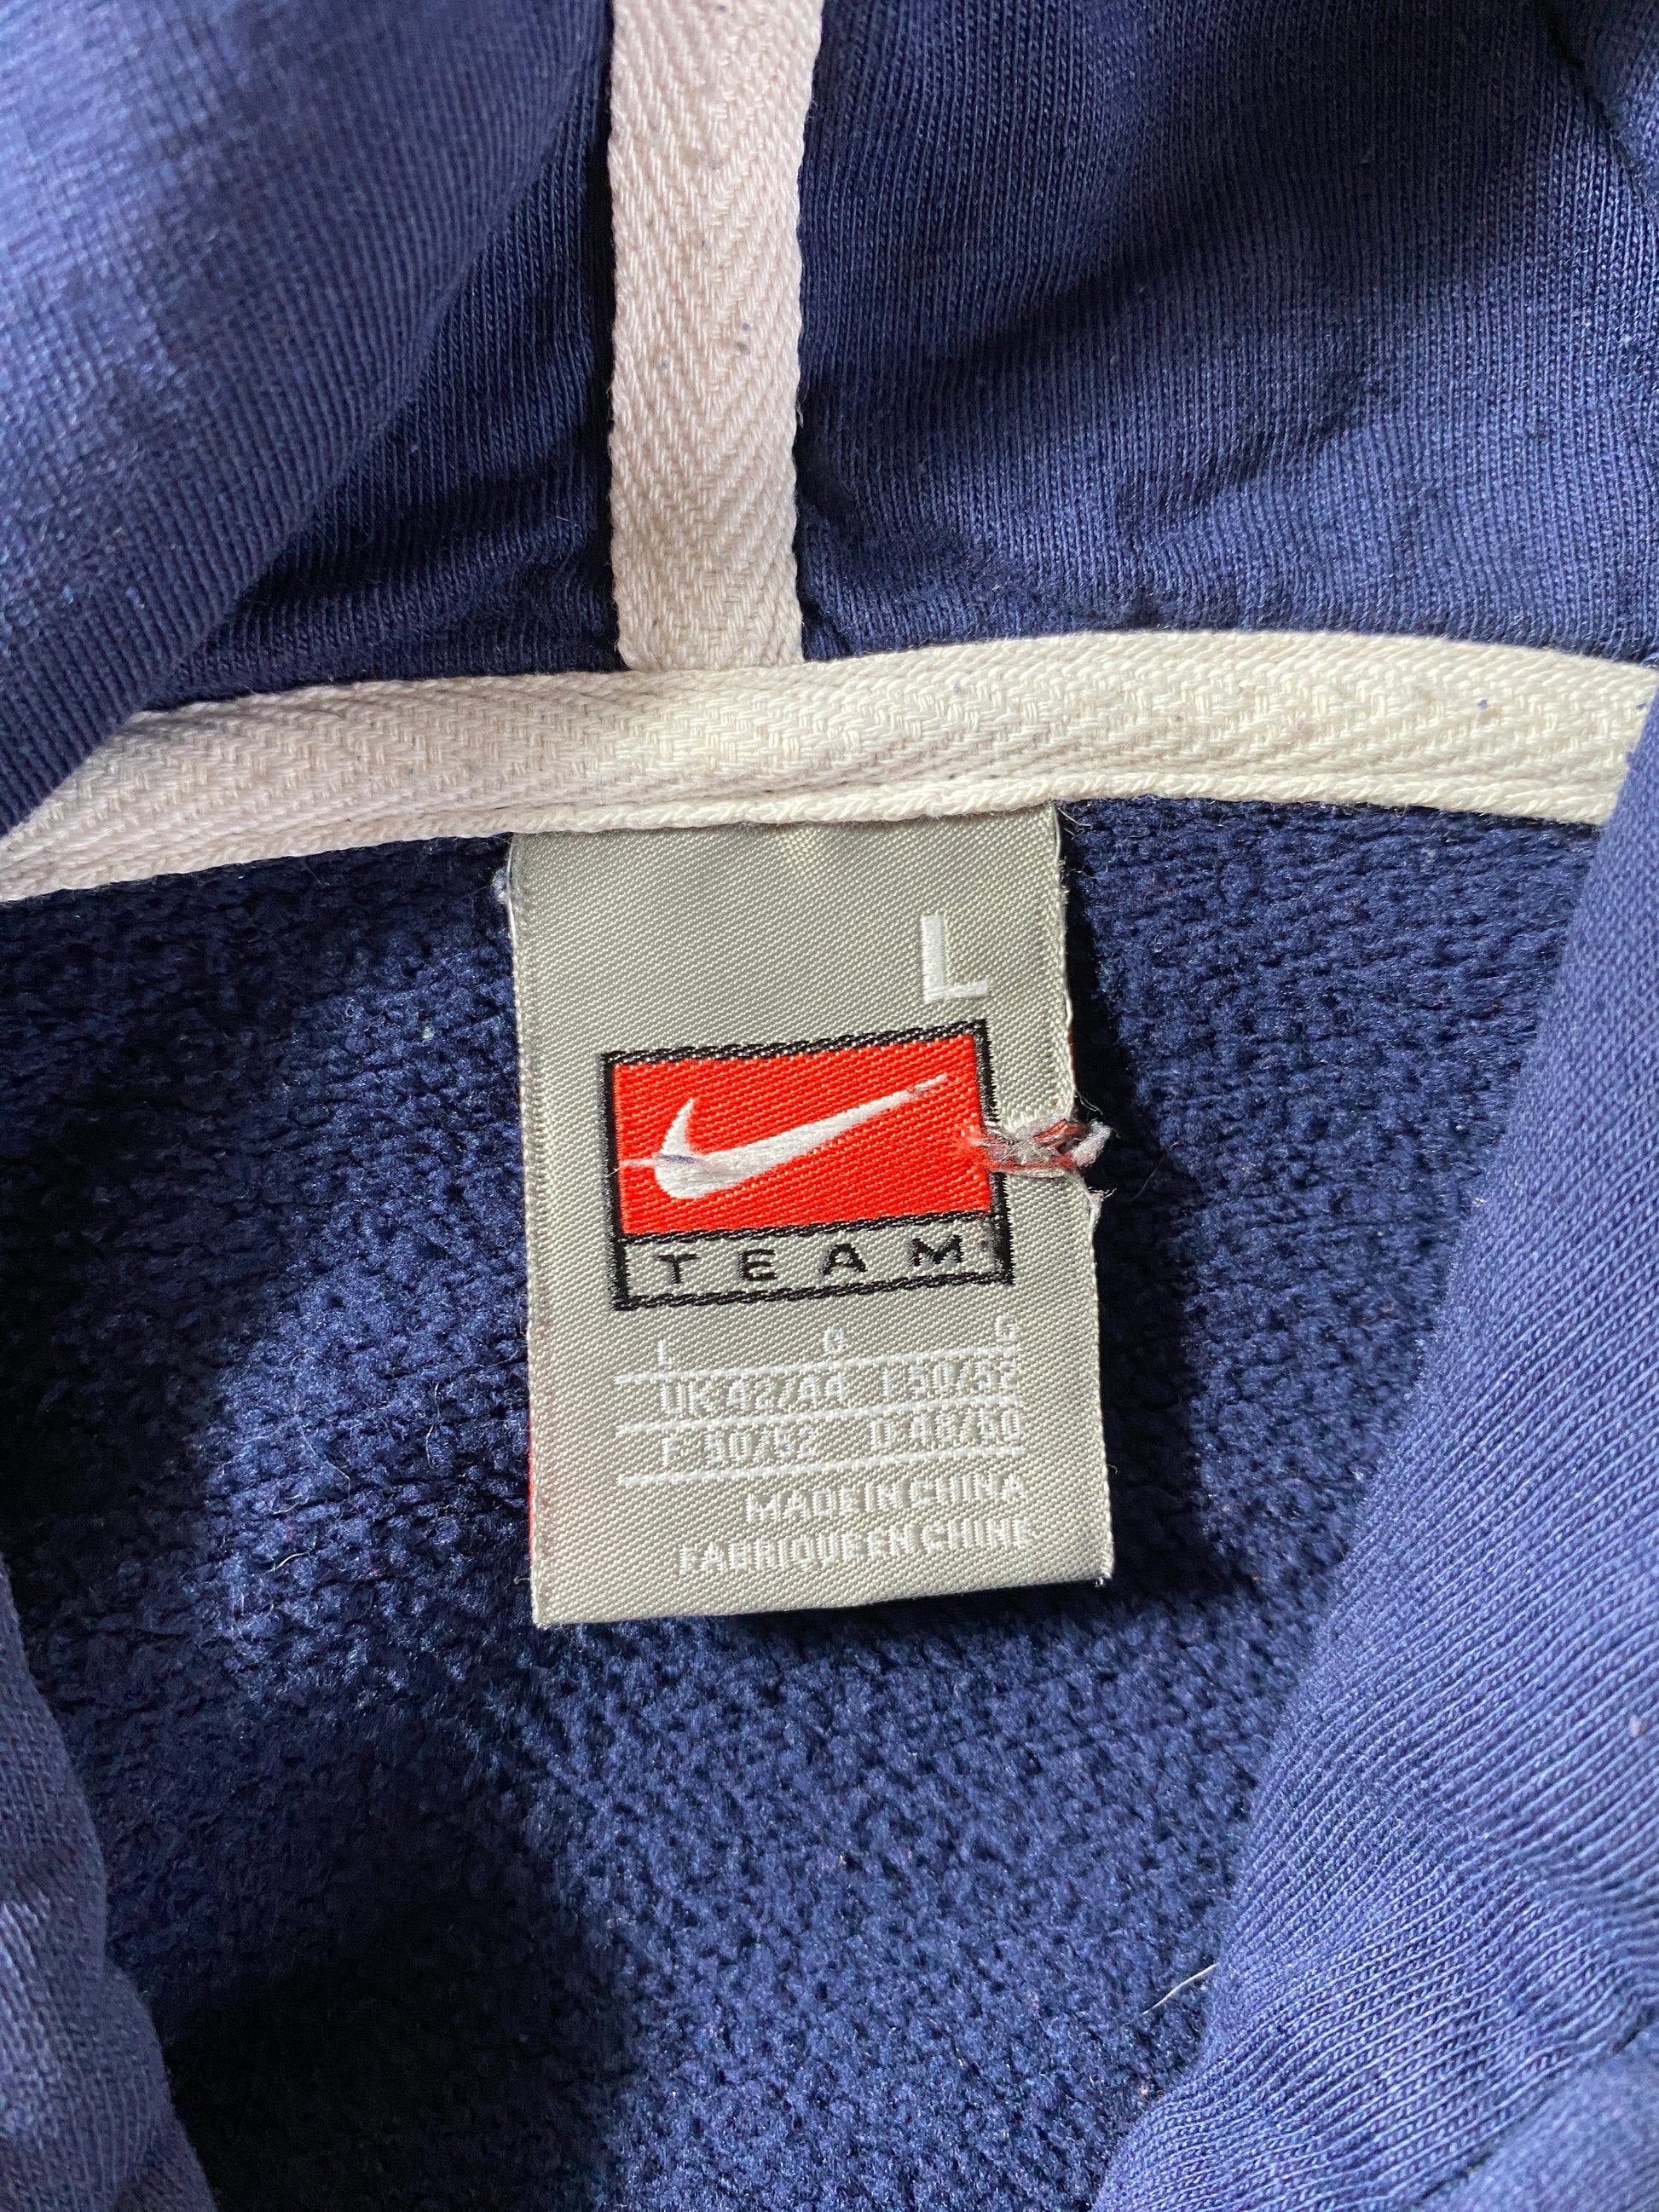 L
TEAM
L G G
UK 42/44 I 50/52
F 50/52 D 48/50
MADE IN CHINA
FABRIQUE EN CHINE